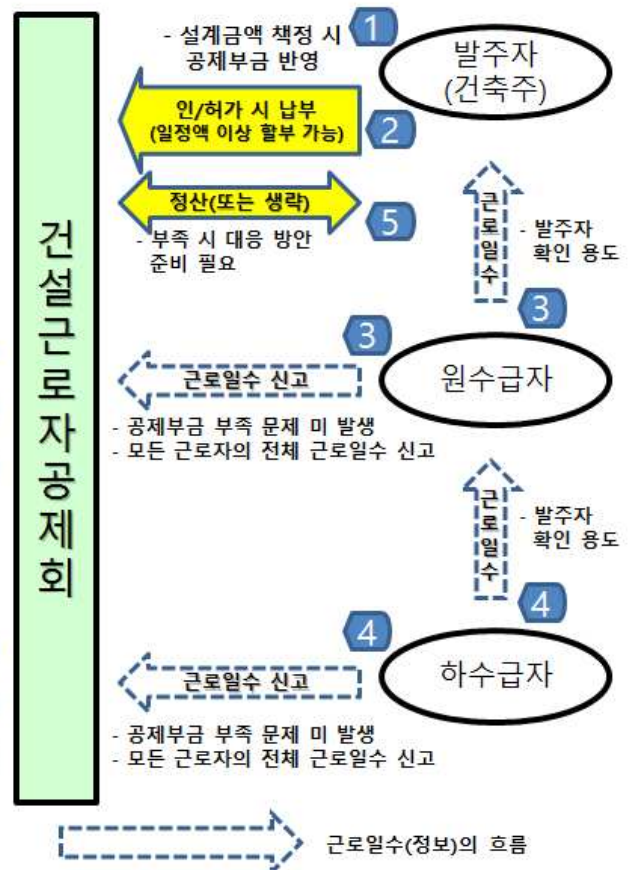 1
- 설계금액 책정 시
공제부금 반영
발주자
(건축주)
인/허가 시 납부
(일정액 이상 할부 가능)
2
정산(또는 생략)
5
- 부족 시 대응 방안
준비 필요
근로일수
- 발주자
확인 용도
3
건설근로자공제회
3
원수급자
근로일수 신고
- 공제부금 부족 문제 미 발생
- 모든 근로자의 전체 근로일수 신고
근로일수
- 발주자
확인 용도
4
4
하수급자
근로일수 신고
- 공제부금 부족 문제 미 발생
- 모든 근로자의 전체 근로일수 신고
근로일수(정보)의 흐름